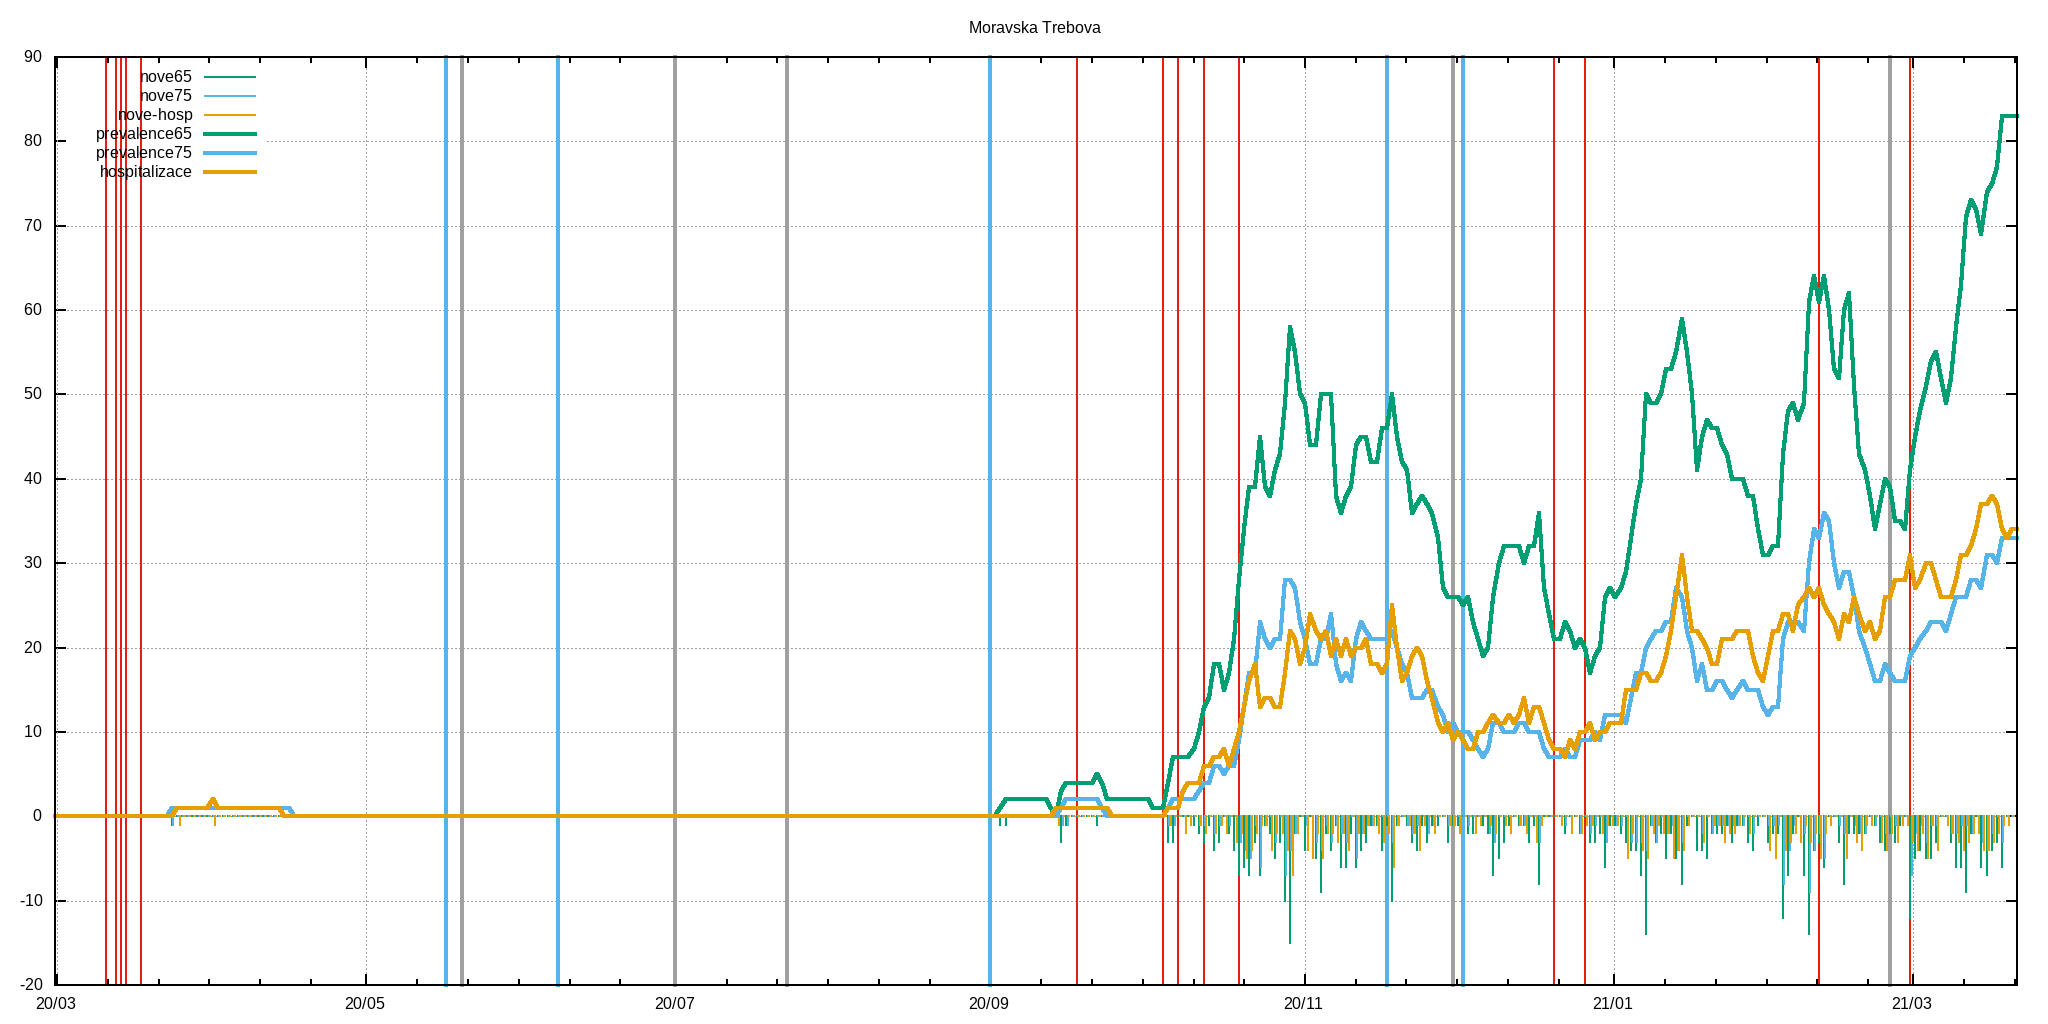 Moravska Trebova
90
80
70
60
50
40
30
20
10
0
-10
-20
nove65
nove75
nove-hosp
prevalence65
prevalence75
hospitalizace
20/03 20/05 20/07 20/09 20/11 21/01 21/03